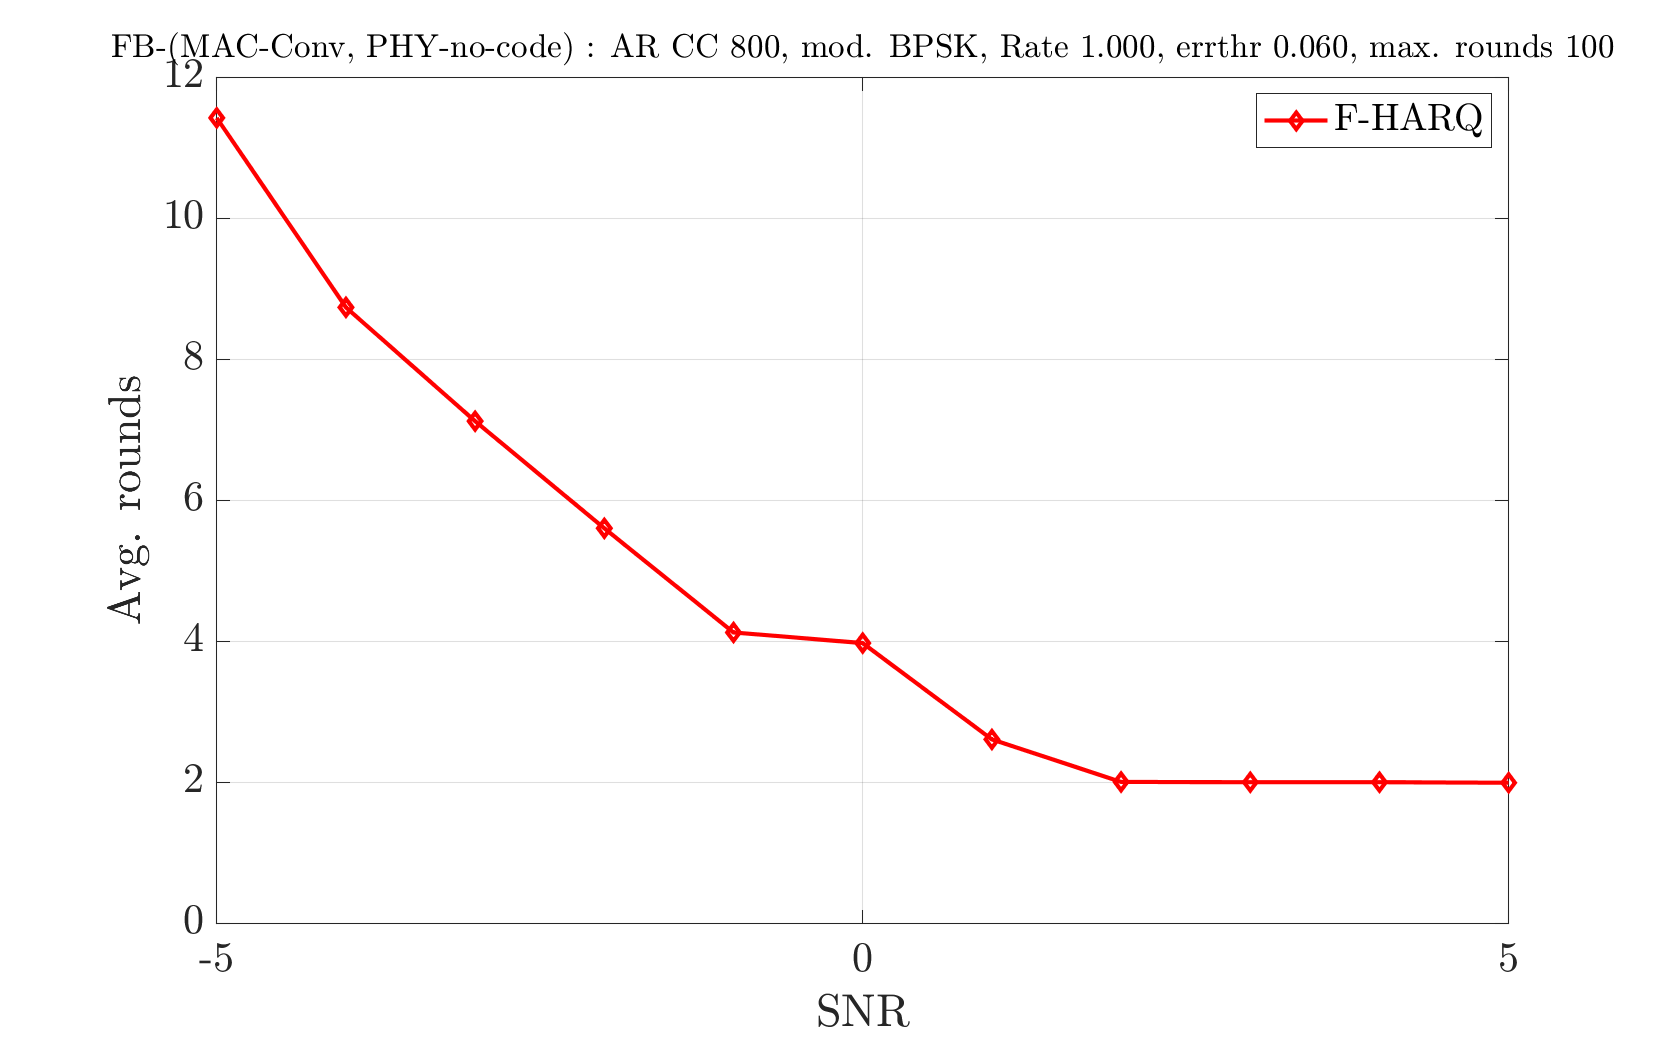 FB-(MAC-Conv, PHY-no-code) : AR CC 800, mod. BPSK, Rate 1.000, errthr 0.060, max. rounds 100
12
F-HARQ
10
8
6
4
2
0
Avg. rounds
-5 0 5
SNR